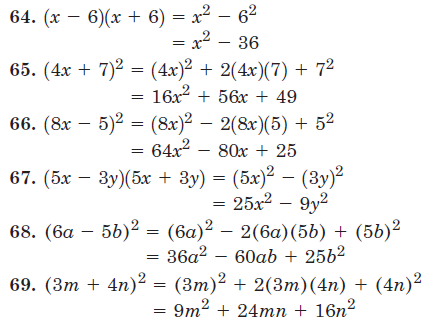 64. (x − 6)(x + 6) = x² − 6²
= x² − 36
65. (4x + 7)² = (4x)² + 2(4x)(7) + 7²
= 16x² + 56x + 49
66. (8x − 5)² = (8x)² − 2(8x)(5) + 5²
= 64x² − 80x + 25
67. (5x − 3y)(5x + 3y) = (5x)² − (3y)²
= 25x² − 9y²
68. (6a − 5b)² = (6a)² − 2(6a)(5b) + (5b)²
= 36a² − 60ab + 25b²
69. (3m + 4n)² = (3m)² + 2(3m)(4n) + (4n)²
= 9m² + 24mn + 16n²